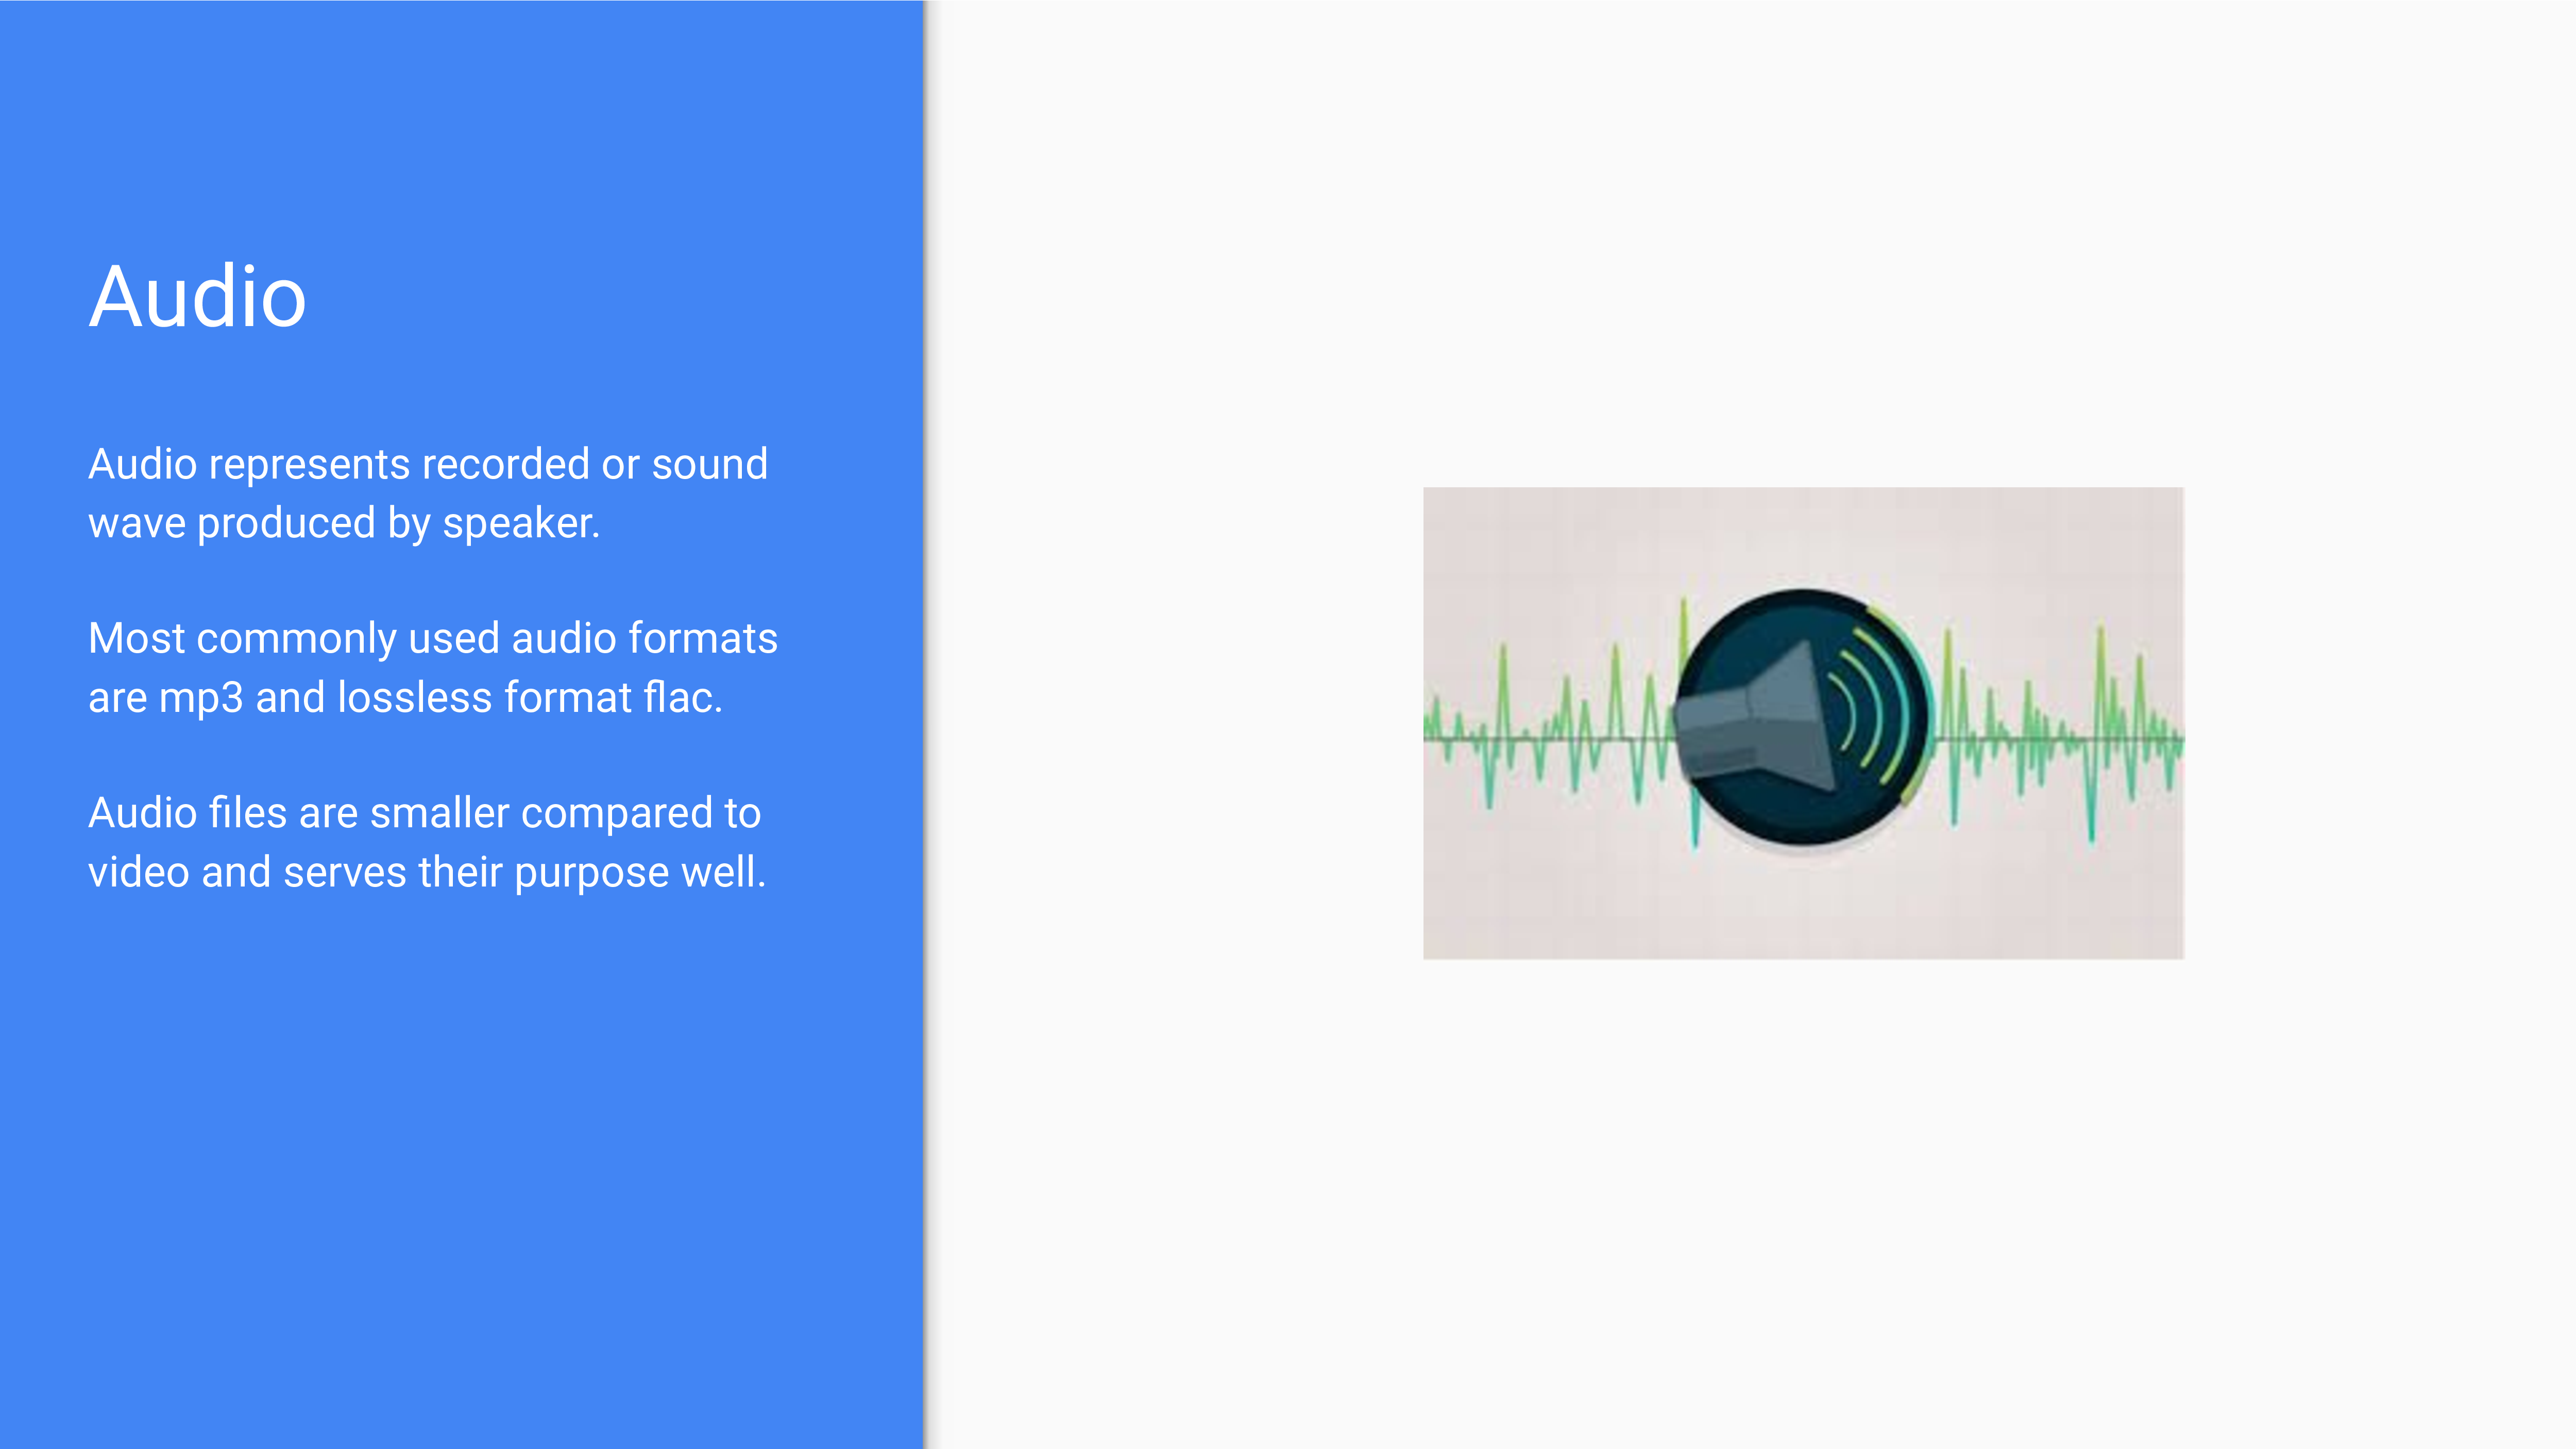 Audio
Audio represents recorded or sound
wave produced by speaker.
Most commonly used audio formats
are mp3 and lossless format flac.
Audio files are smaller compared to
video and serves their purpose well.